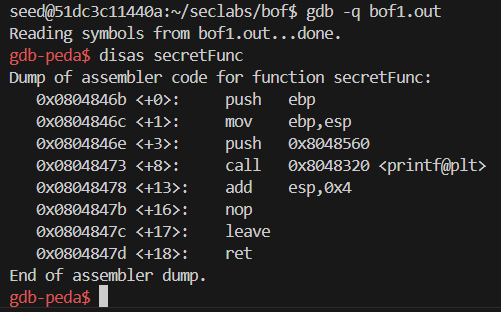 seed@51dc3c11440a:~/seclabs/bof$ gdb -q bof1.out
Reading symbols from bof1.out...done.
gdb-peda$ disas secretFunc
Dump of assembler code for function secretFunc:
   0x0804846b <+0>:     push   ebp
   0x0804846c <+1>:     mov    ebp,esp
   0x0804846e <+3>:     push   0x8048560
   0x08048473 <+8>:     call   0x8048320 <printf@plt>
   0x08048478 <+13>:    add    esp,0x4
   0x0804847b <+16>:    nop
   0x0804847c <+17>:    leave
   0x0804847d <+18>:    ret
End of assembler dump.
gdb-peda$